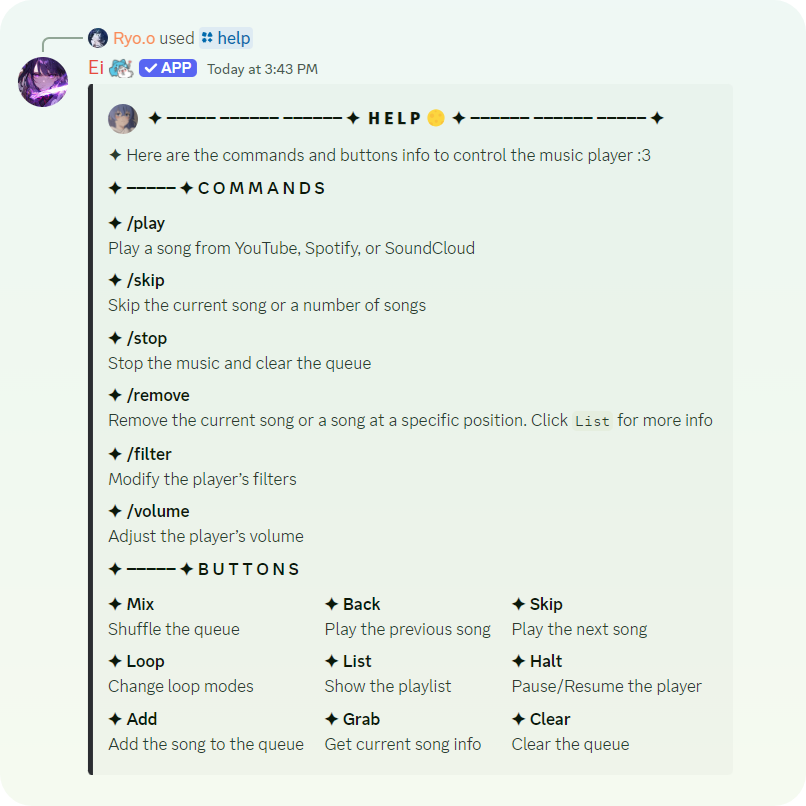 Ryo.o used help
Ei APP Today at 3:43 PM
✦ ───── ────── ──────✦ H E L P ✦ ────── ────── ─────✦
✦ Here are the commands and buttons info to control the music player :3
✦ ─────✦ C O M M A N D S
✦ /play
Play a song from YouTube, Spotify, or SoundCloud
✦ /skip
Skip the current song or a number of songs
✦ /stop
Stop the music and clear the queue
✦ /remove
Remove the current song or a song at a specific position. Click List for more info
✦ /filter
Modify the player’s filters
✦ /volume
Adjust the player’s volume
✦ ─────✦ B U T T O N S
✦ Mix ✦ Back ✦ Skip
Shuffle the queue Play the previous song Play the next song
✦ Loop ✦ List ✦ Halt
Change loop modes Show the playlist Pause/Resume the player
✦ Add ✦ Grab ✦ Clear
Add the song to the queue Get current song info Clear the queue